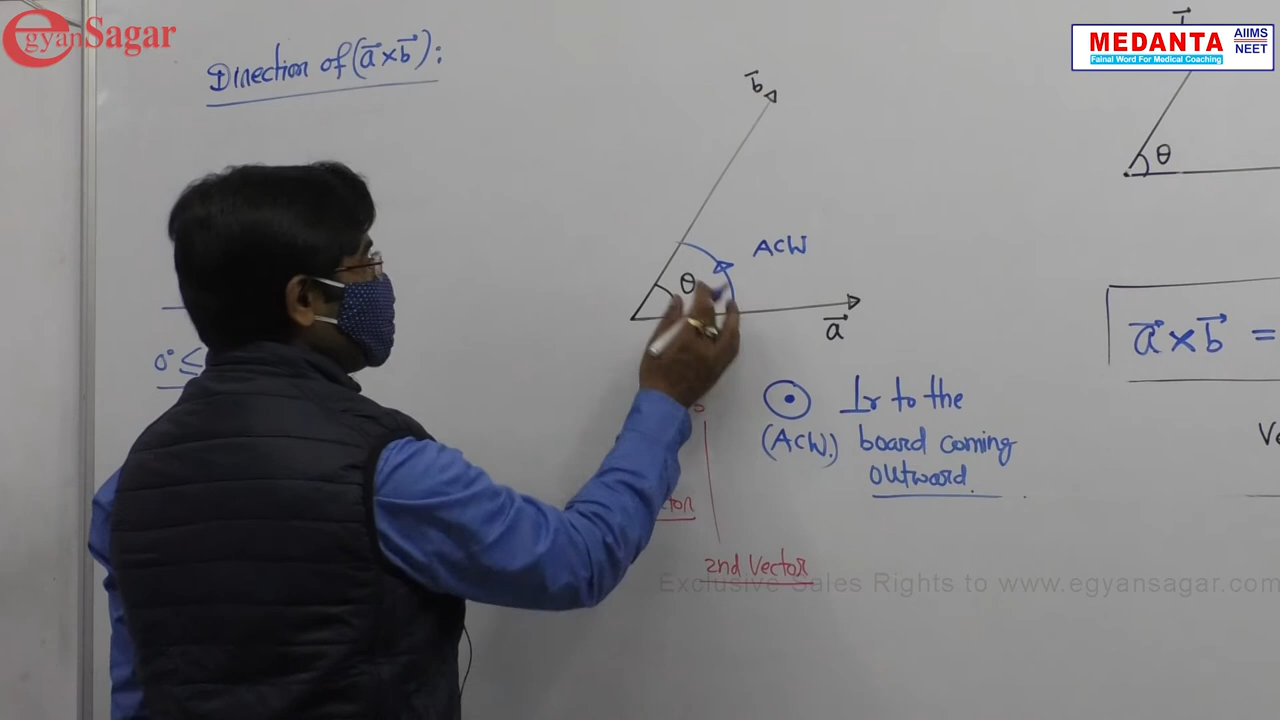 egyanSagar
MEDANTA AIIMS NEET
Fainal Word For Medical Coaching
Direction of (a⃗ × b⃗):
b⃗
θ
ACW
θ
a⃗
0° ≤
a⃗ × b⃗ =
⊙ ⊥r to the
(ACW.) board coming
outward.
2nd Vector
Exclusive Sales Rights to www.egyansagar.com